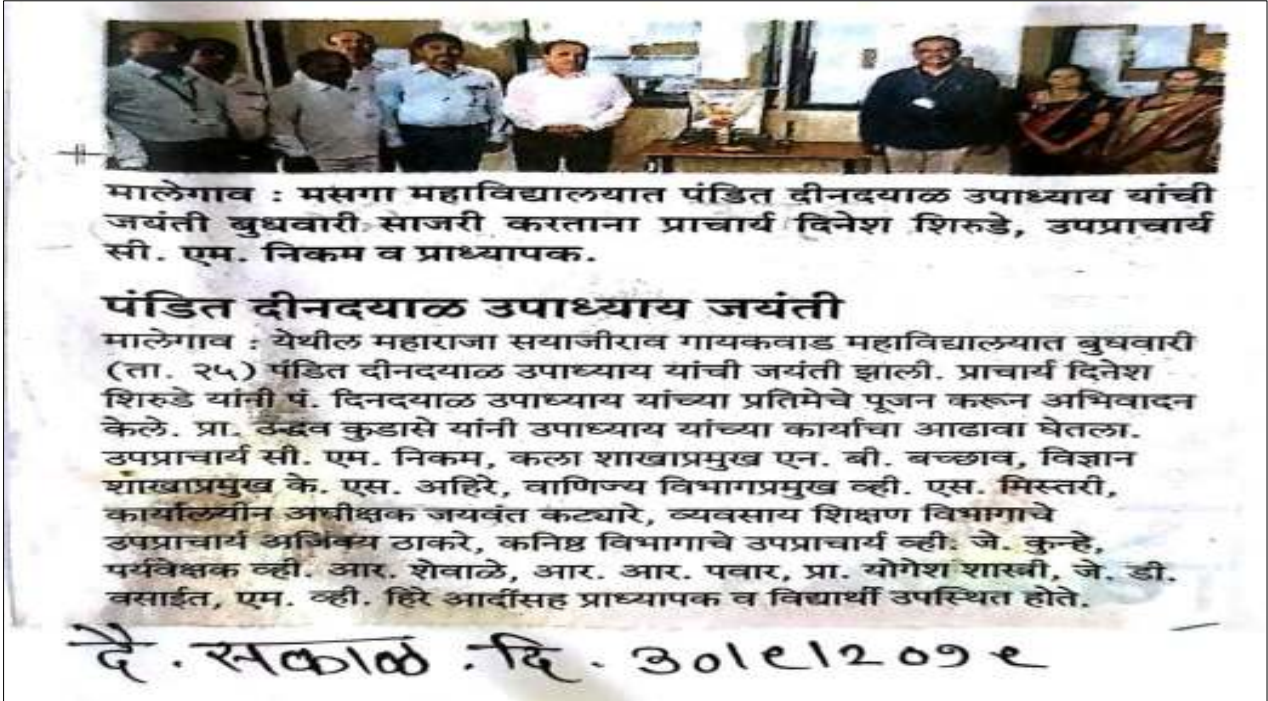 मालेगाव : मसगा महाविद्यालयात पंडित दीनदयाळ उपाध्याय यांची
जयंती बुधवारी साजरी करताना प्राचार्य दिनेश शिरुडे, उपप्राचार्य
सी. एम. निकम व प्राध्यापक.
पंडित दीनदयाळ उपाध्याय जयंती
मालेगाव : येथील महाराजा सयाजीराव गायकवाड महाविद्यालयात बुधवारी
(ता. २५) पंडित दीनदयाळ उपाध्याय यांची जयंती झाली. प्राचार्य दिनेश
शिरुडे यांनी पं. दिनदयाळ उपाध्याय यांच्या प्रतिमेचे पूजन करून अभिवादन
केले. प्रा. उद्धव कुडासे यांनी उपाध्याय यांच्या कार्याचा आढावा घेतला.
उपप्राचार्य सी. एम. निकम, कला शाखाप्रमुख एन. बी. बच्छाव, विज्ञान
शाखाप्रमुख के. एस. अहिरे, वाणिज्य विभागप्रमुख व्ही. एस. मिस्तरी,
कार्यालयीन अधीक्षक जयवंत कट्यारे, व्यवसाय शिक्षण विभागाचे
उपप्राचार्य अजिंक्य ठाकरे, कनिष्ठ विभागाचे उपप्राचार्य व्ही. जे. कुन्हे,
पर्यवेक्षक व्ही. आर. शेवाळे, आर. आर. पवार, प्रा. योगेश शास्त्री, जे. डी.
वसाईत, एम. व्ही. हिरे आदींसह प्राध्यापक व विद्यार्थी उपस्थित होते.
दै. सकाळ. दि. ३०/९/२०१९